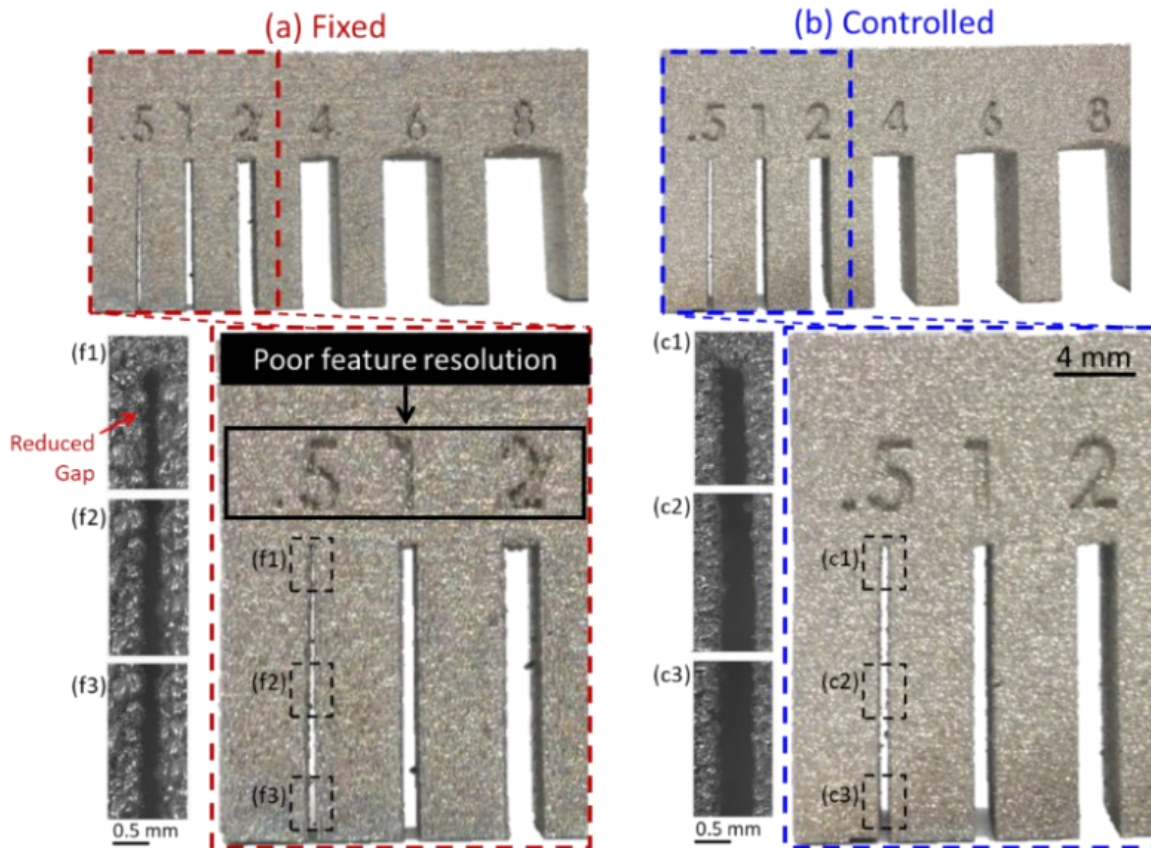 (a) Fixed
(b) Controlled
.5 1 2 4 6 8
.5 1 2 4 6 8
(f1)
Reduced
Gap
(f2)
(f3)
0.5 mm
Poor feature resolution
.5 1 2
(f1)
(f2)
(f3)
(c1)
(c2)
(c3)
0.5 mm
4 mm
.5 1 2
(c1)
(c2)
(c3)